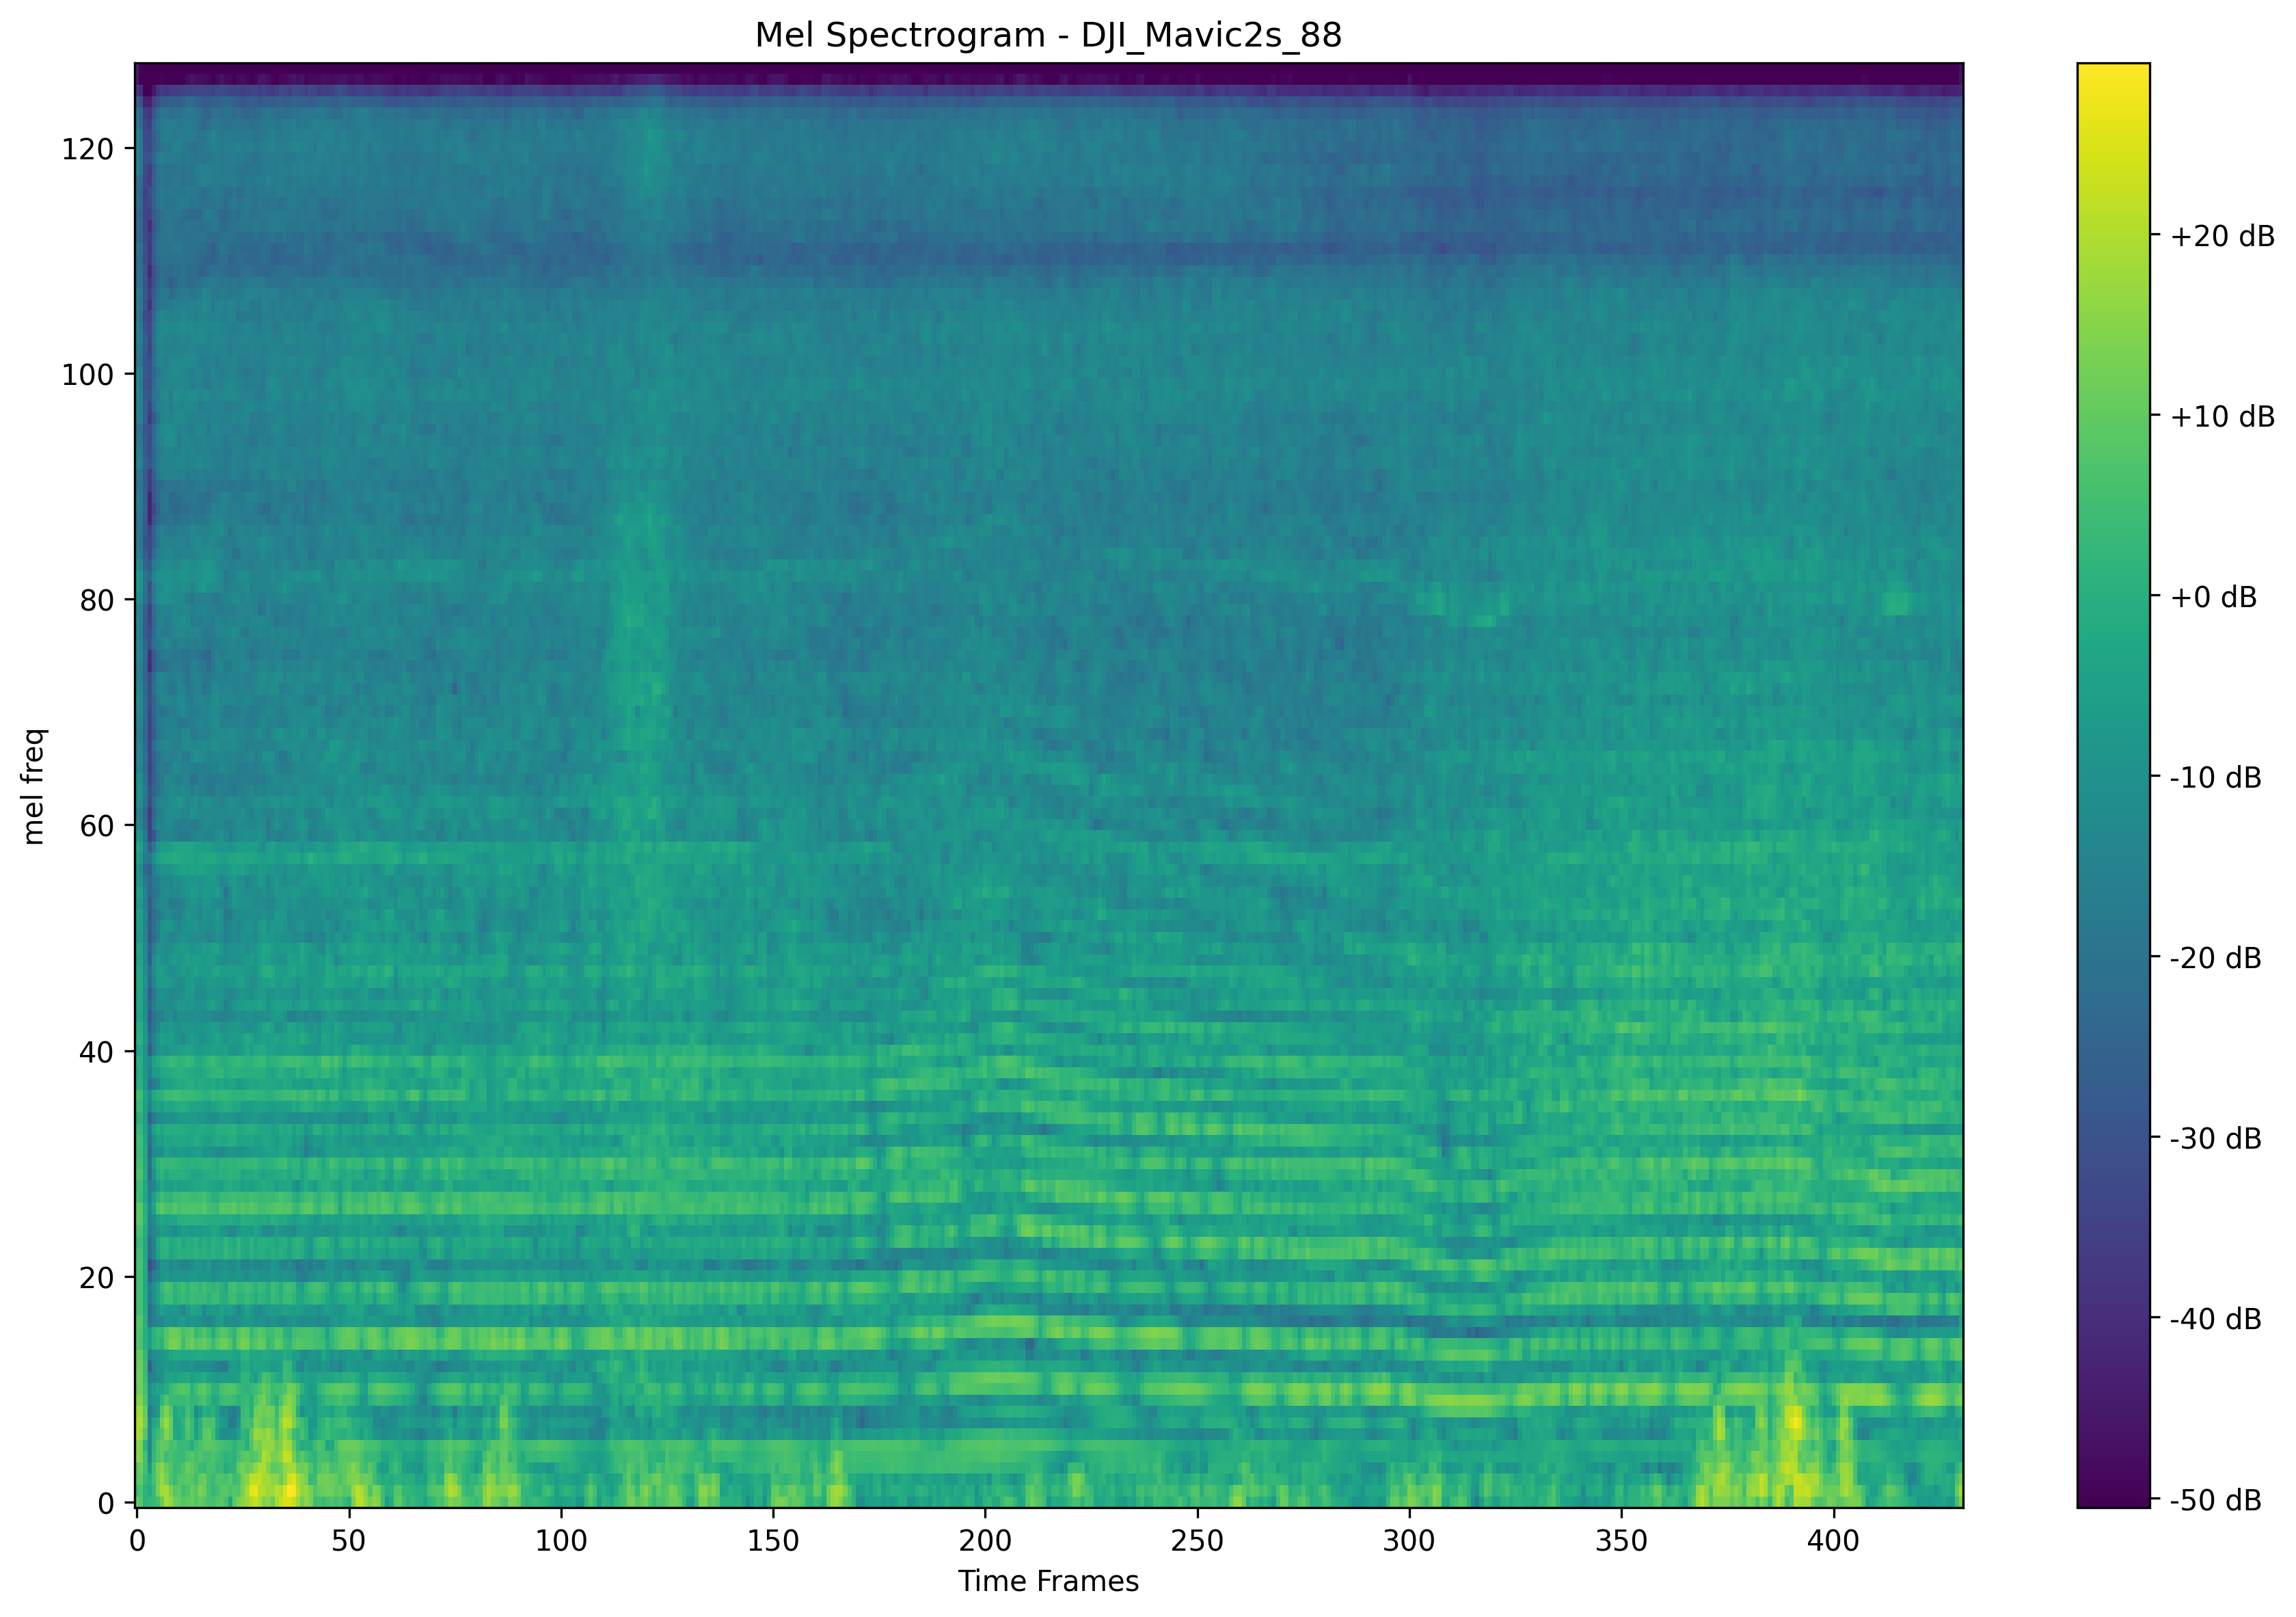 Mel Spectrogram - DJI_Mavic2s_88
mel freq
120
100
80
60
40
20
0
0 50 100 150 200 250 300 350 400
Time Frames
+20 dB
+10 dB
+0 dB
-10 dB
-20 dB
-30 dB
-40 dB
-50 dB